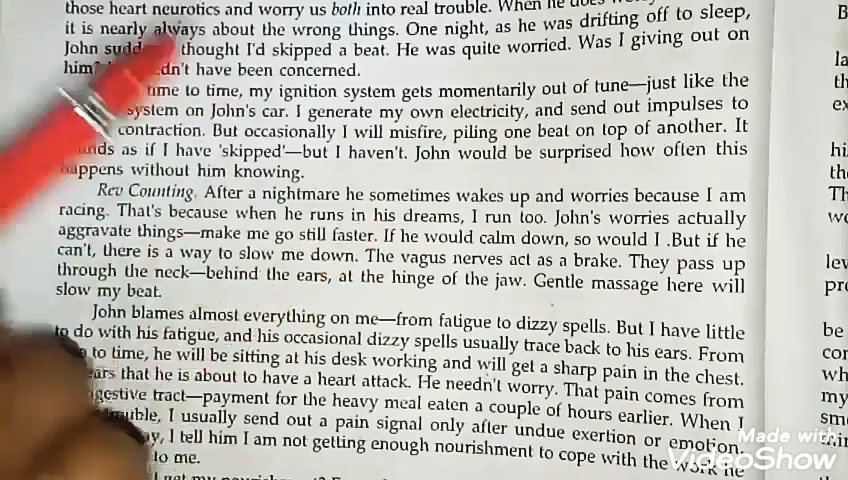 those heart neurotics and worry us both into real trouble. When he does B
it is nearly always about the wrong things. One night, as he was drifting off to sleep,
John thought I'd skipped a beat. He was quite worried. Was I giving out on la
him? have been concerned. th
time to time, my ignition system gets momentarily out of tune—just like the ex
system on John's car. I generate my own electricity, and send out impulses to
contraction. But occasionally I will misfire, piling one beat on top of another. It
as if I have 'skipped'—but I haven't. John would be surprised how often this hi
happens without him knowing. the
Rev Counting. After a nightmare he sometimes wakes up and worries because I am Th
racing. That's because when he runs in his dreams, I run too. John's worries actually wo
aggravate things—make me go still faster. If he would calm down, so would I .But if he
can't, there is a way to slow me down. The vagus nerves act as a brake. They pass up lev
through the neck—behind the ears, at the hinge of the jaw. Gentle massage here will pr
slow my beat.
John blames almost everything on me—from fatigue to dizzy spells. But I have little be
to do with his fatigue, and his occasional dizzy spells usually trace back to his ears. From con
to time, he will be sitting at his desk working and will get a sharp pain in the chest. wh
that he is about to have a heart attack. He needn't worry. That pain comes from my
tract—payment for the heavy meal eaten a couple of hours earlier. When I sm
I usually send out a pain signal only after undue exertion or emotion.
I tell him I am not getting enough nourishment to cope with the work he
to me.
Made with
VideoShow